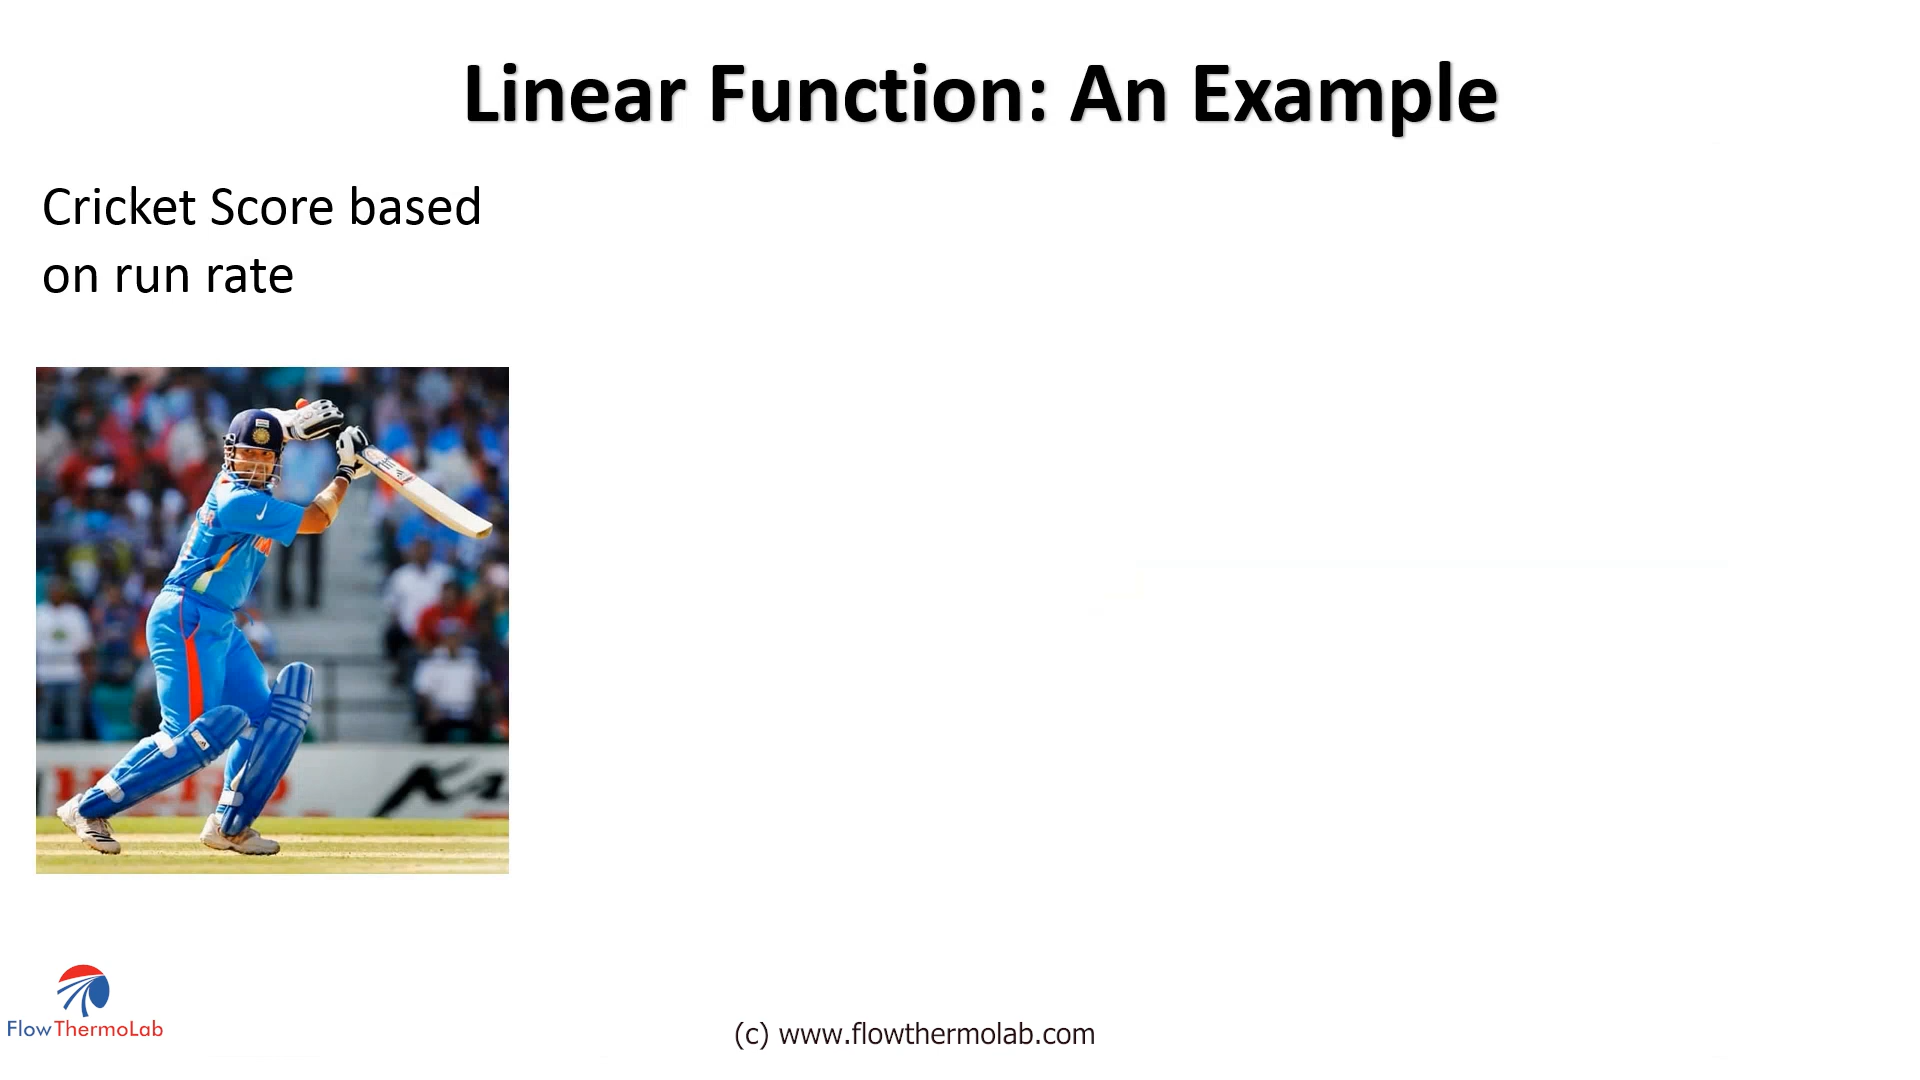 Linear Function: An Example
Cricket Score based
on run rate
FlowThermoLab
(c) www.flowthermolab.com